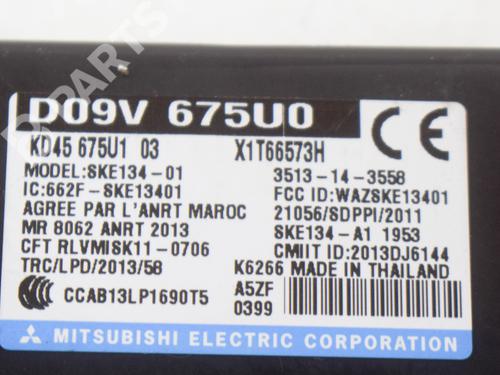 D09V 675U0
KD45 675U1 03 X1T66573H
MODEL:SKE134-01 3513-14-3558
IC:662F-SKE13401 FCC ID:WAZSKE13401
AGREE PAR L'ANRT MAROC 21056/SDPPI/2011
MR 8062 ANRT 2013 SKE134-A1 1953
CFT RLVMISK11-0706 CMIIT ID:2013DJ6144
TRC/LPD/2013/58 K6266 MADE IN THAILAND
CCAB13LP1690T5 A5ZF
0399
MITSUBISHI ELECTRIC CORPORATION